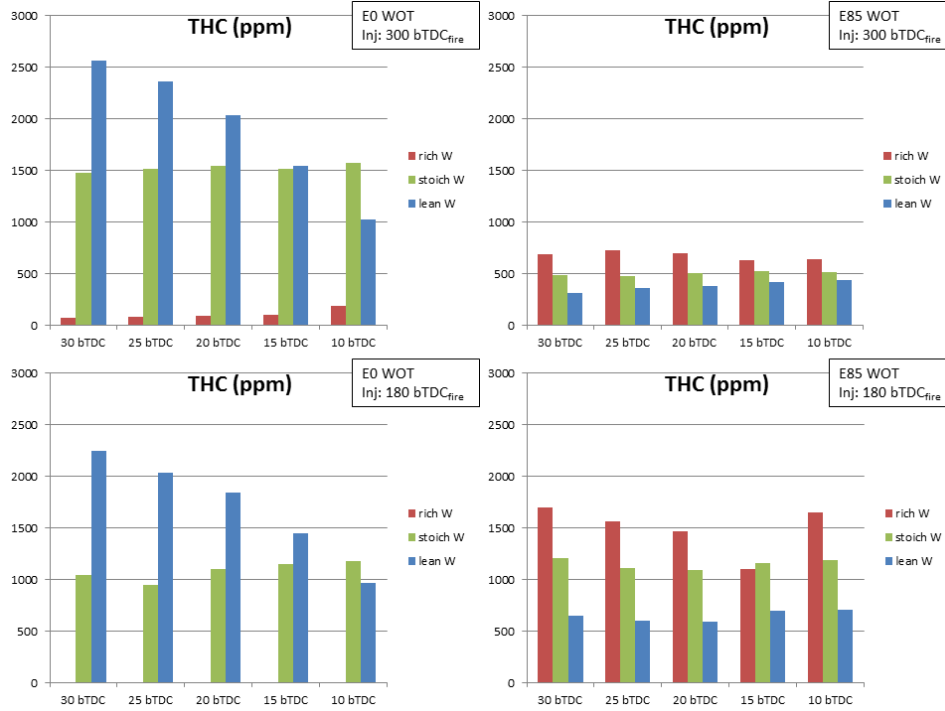 THC (ppm)
E0 WOT
Inj: 300 bTDCfire
3000
2500
2000
1500
1000
500
0
30 bTDC 25 bTDC 20 bTDC 15 bTDC 10 bTDC
rich W
stoich W
lean W
THC (ppm)
E85 WOT
Inj: 300 bTDCfire
3000
2500
2000
1500
1000
500
0
30 bTDC 25 bTDC 20 bTDC 15 bTDC 10 bTDC
rich W
stoich W
lean W
THC (ppm)
E0 WOT
Inj: 180 bTDCfire
3000
2500
2000
1500
1000
500
0
30 bTDC 25 bTDC 20 bTDC 15 bTDC 10 bTDC
rich W
stoich W
lean W
THC (ppm)
E85 WOT
Inj: 180 bTDCfire
3000
2500
2000
1500
1000
500
0
30 bTDC 25 bTDC 20 bTDC 15 bTDC 10 bTDC
rich W
stoich W
lean W